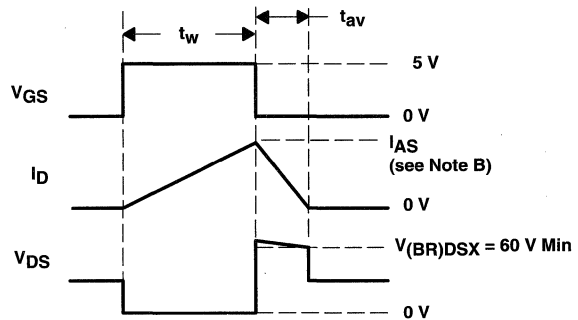 tw
tav
5 V
VGS
0 V
IAS
(see Note B)
ID
0 V
V(BR)DSX = 60 V Min
VDS
0 V